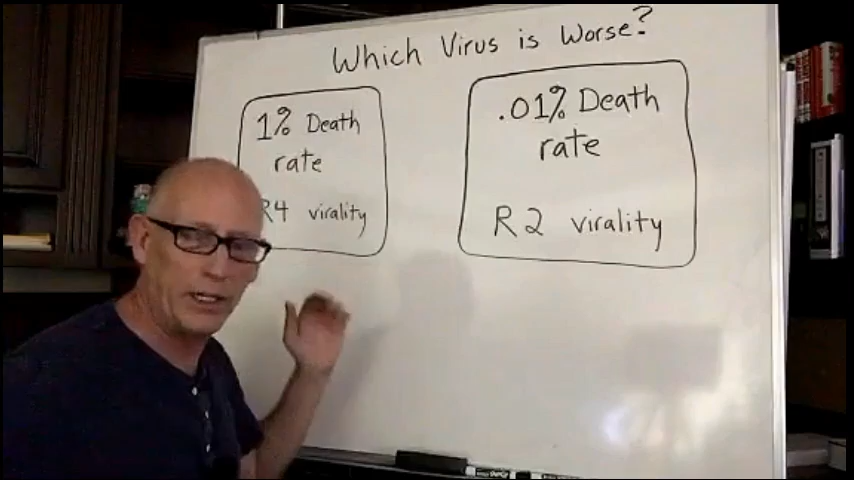 Which Virus is Worse?
1% Death
rate
R4 virality
.01% Death
rate
R2 virality